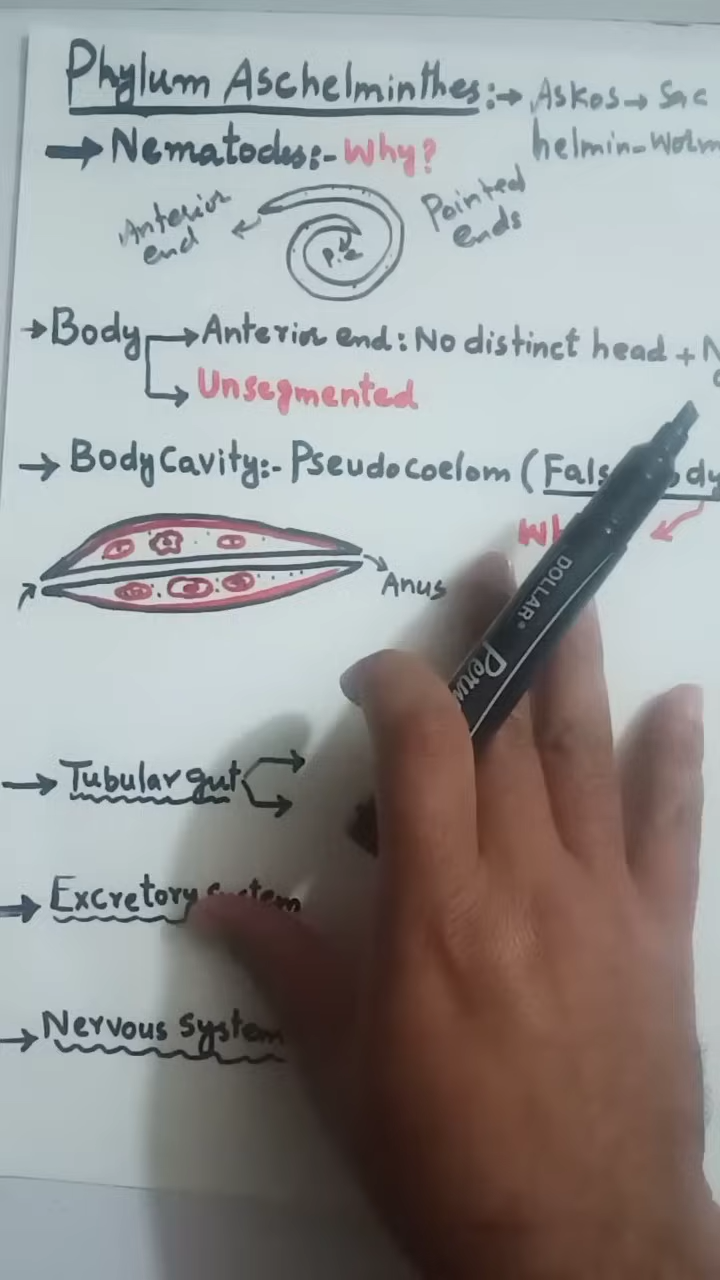 Phylum Aschelminthes:→ Askos → Sac
helmin-Worm
→ Nematodes:- Why?
Anterior end
Pointed ends
P.e
→ Body → Anterior end: No distinct head +
→ Unsegmented
→ Body Cavity:- Pseudocoelom (
Anus
→ Tubular gut
→ Excretory System
→ Nervous System
DOLLAR